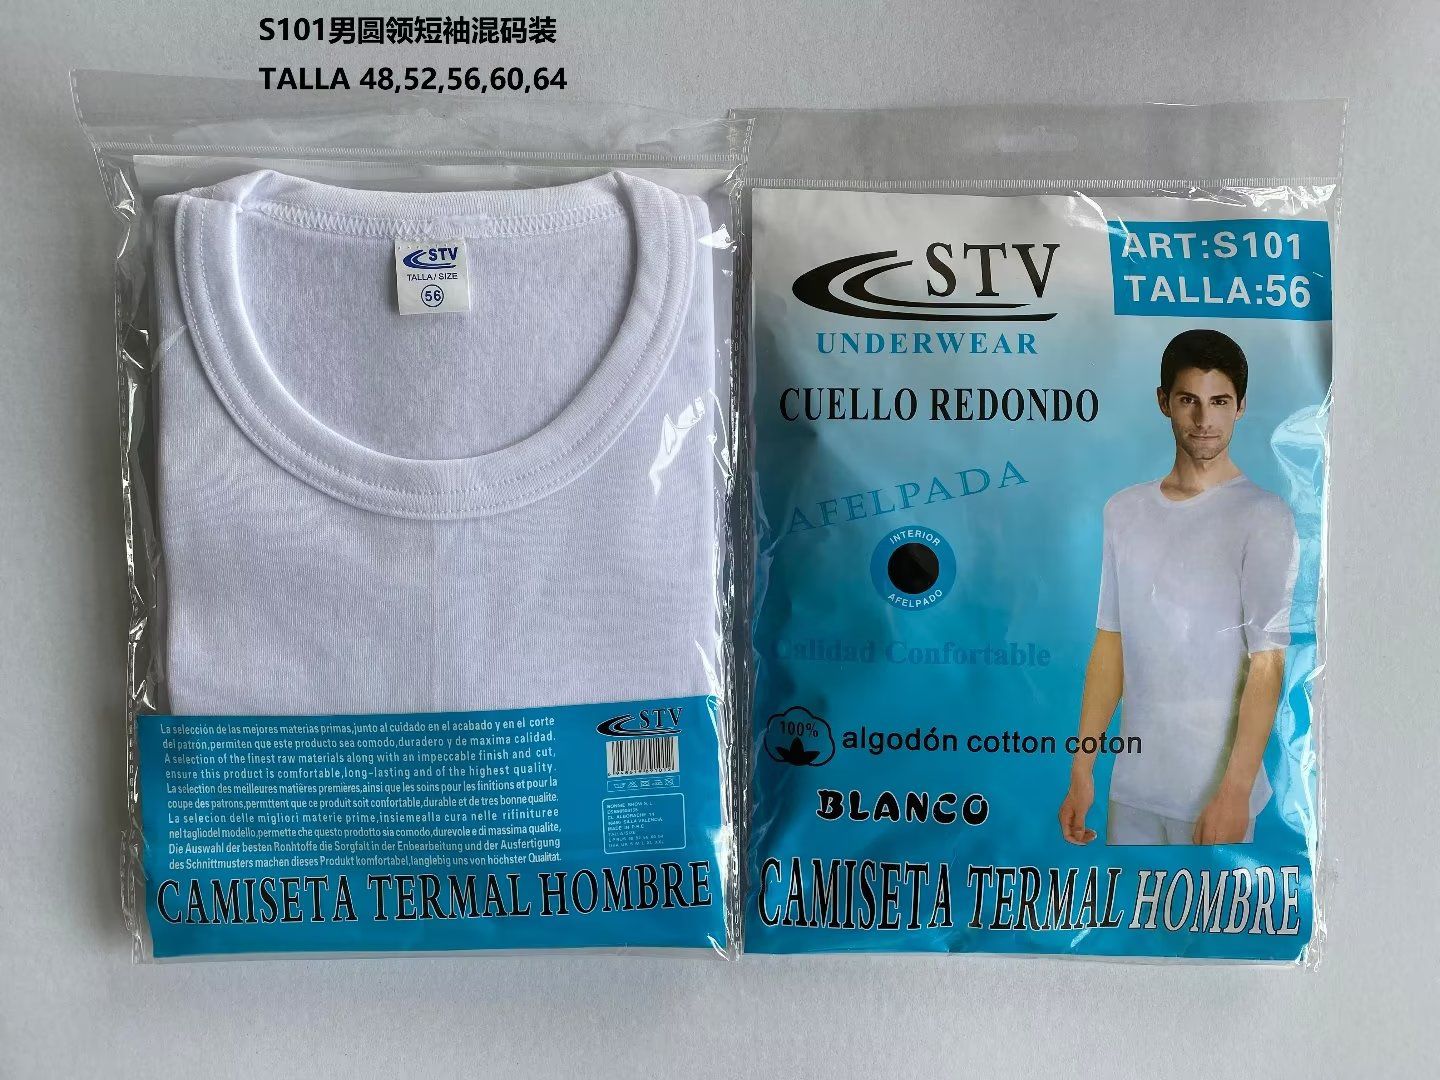 S101男圆领短袖混码装
TALLA 48,52,56,60,64
STV
TALLA/ SIZE
56
La selección de las mejores materias primas,junto al cuidado en el acabado y en el corte
del patrón,permiten que este producto sea comodo,duradero y de maxima calidad.
A selection of the finest raw materials along with an impeccable finish and cut,
ensure this product is comfortable,long-lasting and of the highest quality.
La selection des meilleures matières premieres,ainsi que les soins pour les finitions et pour la
coupe des patrons,permttent que ce produit soit confortable,durable et de tres bonne qualite.
La selecion delle migliori materie prime,insiemealla cura nelle rifiniture
nel tagliodel modello,permette che questo prodotto sia comodo,durevole e di massima qualite,
Die Auswahl der besten Ronhtoffe die Sorgfalt in der Enbearbeitung und der Ausfertigung
des Schnittmusters machen dieses Produkt komfortabel,langlebig uns von höchster Qualitat.
STV
MADE IN P.R.C
CAMISETA TERMAL HOMBRE
STV
UNDERWEAR
ART:S101
TALLA:56
CUELLO REDONDO
AFELPADA
INTERIOR
AFELPADO
Calidad Confortable
100%
algodón cotton coton
BLANCO
CAMISETA TERMAL HOMBRE